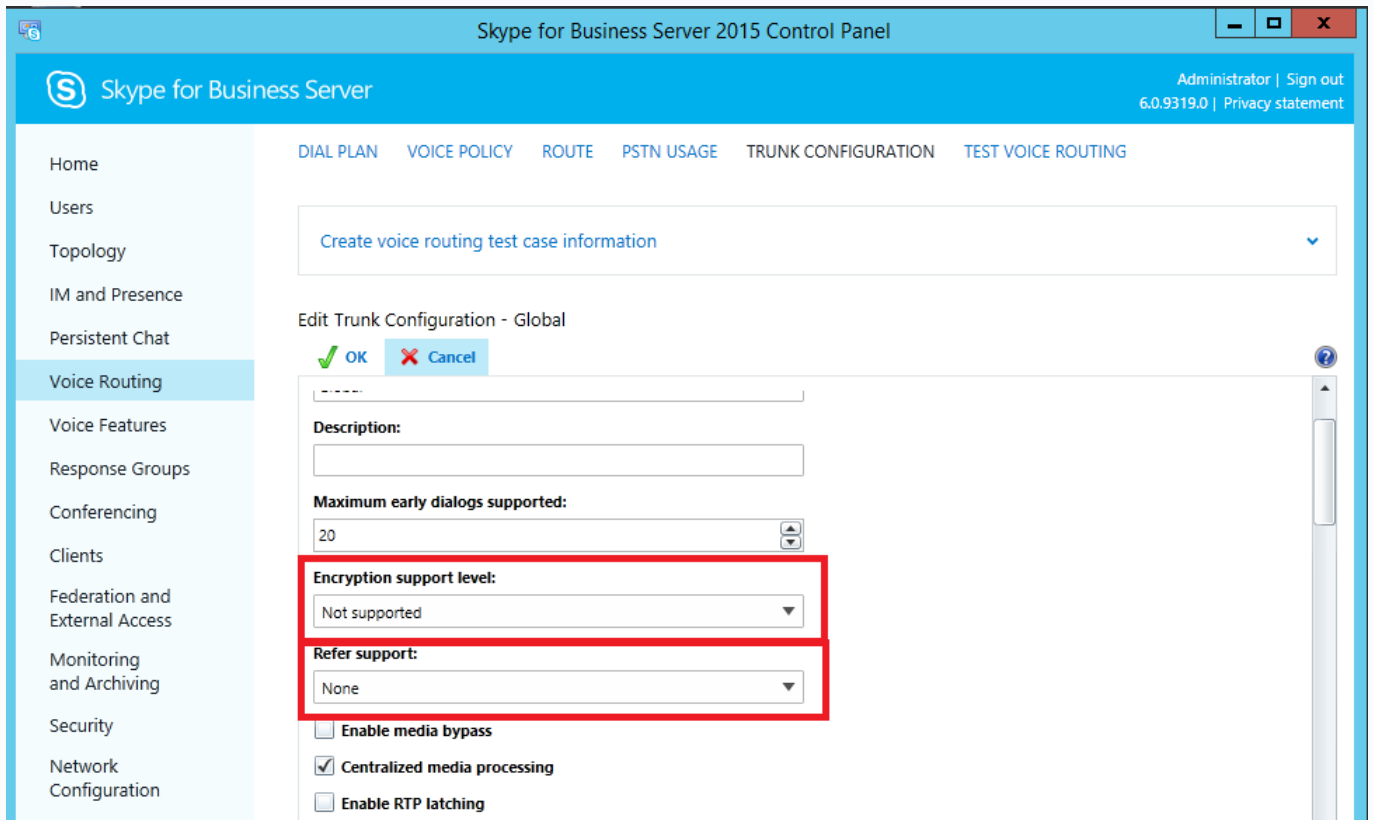 Skype for Business Server 2015 Control Panel
Skype for Business Server
Administrator | Sign out
6.0.9319.0 | Privacy statement
Home
Users
Topology
IM and Presence
Persistent Chat
Voice Routing
Voice Features
Response Groups
Conferencing
Clients
Federation and
External Access
Monitoring
and Archiving
Security
Network
Configuration
DIAL PLAN VOICE POLICY ROUTE PSTN USAGE TRUNK CONFIGURATION TEST VOICE ROUTING
Create voice routing test case information
Edit Trunk Configuration - Global
OK Cancel
Description:
Maximum early dialogs supported:
20
Encryption support level:
Not supported
Refer support:
None
Enable media bypass
Centralized media processing
Enable RTP latching